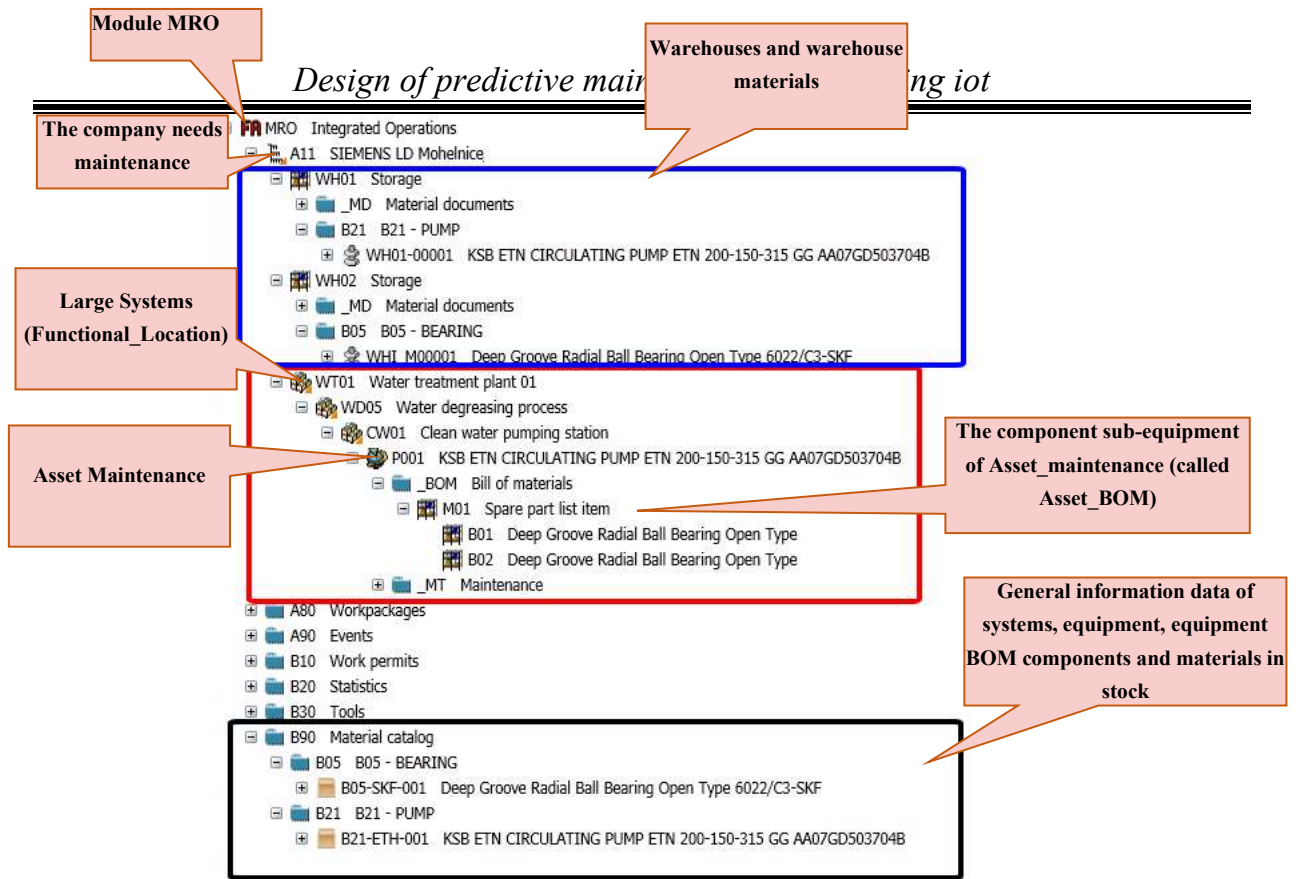 Module MRO
Warehouses and warehouse
materials
Design of predictive main ing iot
The company needs
maintenance
MRO Integrated Operations
A11 SIEMENS LD Mohelnice
WH01 Storage
_MD Material documents
B21 B21 - PUMP
WH01-00001 KSB ETN CIRCULATING PUMP ETN 200-150-315 GG AA07GD503704B
WH02 Storage
_MD Material documents
B05 B05 - BEARING
WHI_M00001 Deep Groove Radial Ball Bearing Open Type 6022/C3-SKF
Large Systems
(Functional_Location)
WT01 Water treatment plant 01
WD05 Water degreasing process
CW01 Clean water pumping station
P001 KSB ETN CIRCULATING PUMP ETN 200-150-315 GG AA07GD503704B
Asset Maintenance
_BOM Bill of materials
M01 Spare part list item
B01 Deep Groove Radial Ball Bearing Open Type
B02 Deep Groove Radial Ball Bearing Open Type
_MT Maintenance
The component sub-equipment
of Asset_maintenance (called
Asset_BOM)
A80 Workpackages
A90 Events
B10 Work permits
B20 Statistics
B30 Tools
General information data of
systems, equipment, equipment
BOM components and materials in
stock
B90 Material catalog
B05 B05 - BEARING
B05-SKF-001 Deep Groove Radial Ball Bearing Open Type 6022/C3-SKF
B21 B21 - PUMP
B21-ETH-001 KSB ETN CIRCULATING PUMP ETN 200-150-315 GG AA07GD503704B